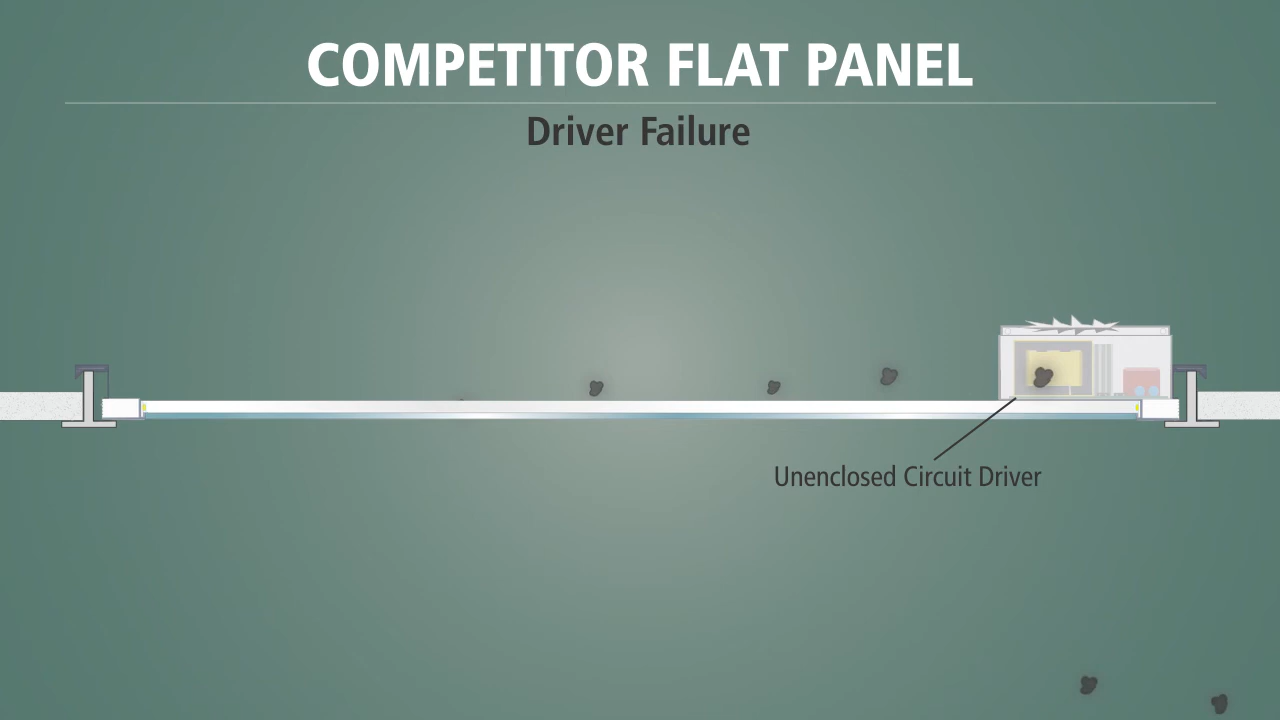 COMPETITOR FLAT PANEL
Driver Failure
Unenclosed Circuit Driver